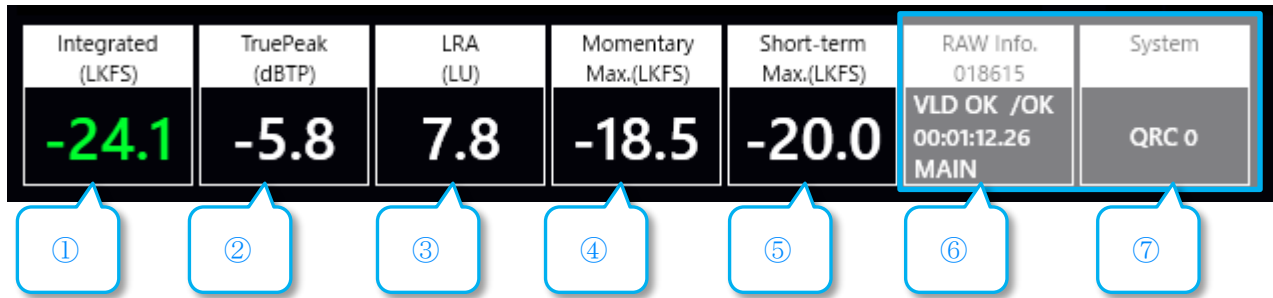 Integrated
(LKFS)
-24.1
TruePeak
(dBTP)
-5.8
LRA
(LU)
7.8
Momentary
Max.(LKFS)
-18.5
Short-term
Max.(LKFS)
-20.0
RAW Info.
018615
VLD OK /OK
00:01:12.26
MAIN
System
QRC 0
①
②
③
④
⑤
⑥
⑦